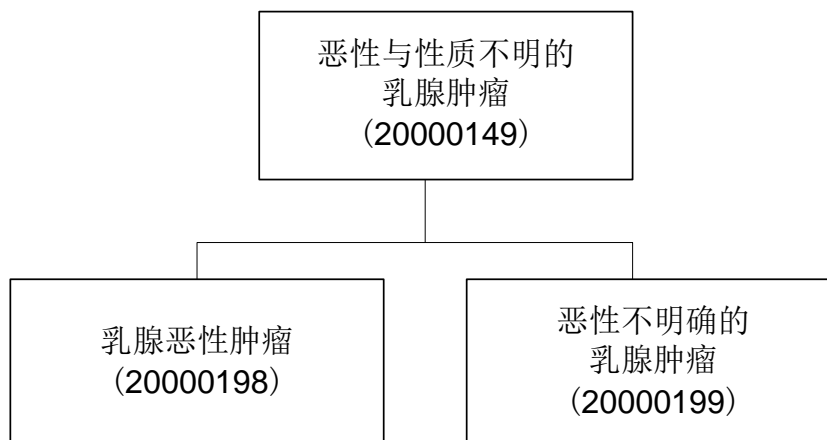 恶性与性质不明的
乳腺肿瘤
(20000149)
乳腺恶性肿瘤
(20000198)
恶性不明确的
乳腺肿瘤
(20000199)